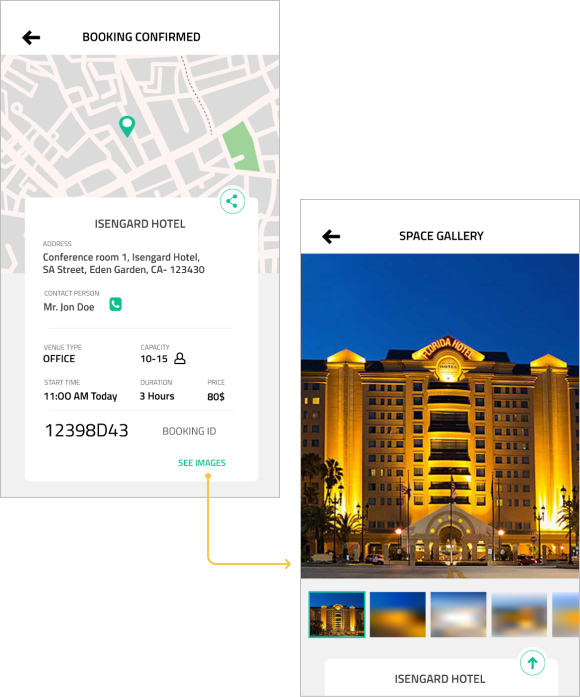 BOOKING CONFIRMED
ISENGARD HOTEL
ADDRESS
Conference room 1, Isengard Hotel,
SA Street, Eden Garden, CA- 123430
CONTACT PERSON
Mr. Jon Doe
VENUE TYPE CAPACITY
OFFICE 10-15
START TIME DURATION PRICE
11:00 AM Today 3 Hours 80$
12398D43 BOOKING ID
SEE IMAGES
SPACE GALLERY
FLORIDA HOTEL
HOTEL
ISENGARD HOTEL